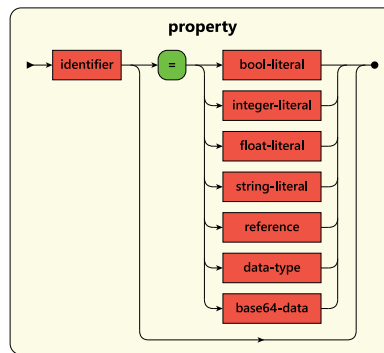 property
identifier
=
bool-literal
integer-literal
float-literal
string-literal
reference
data-type
base64-data